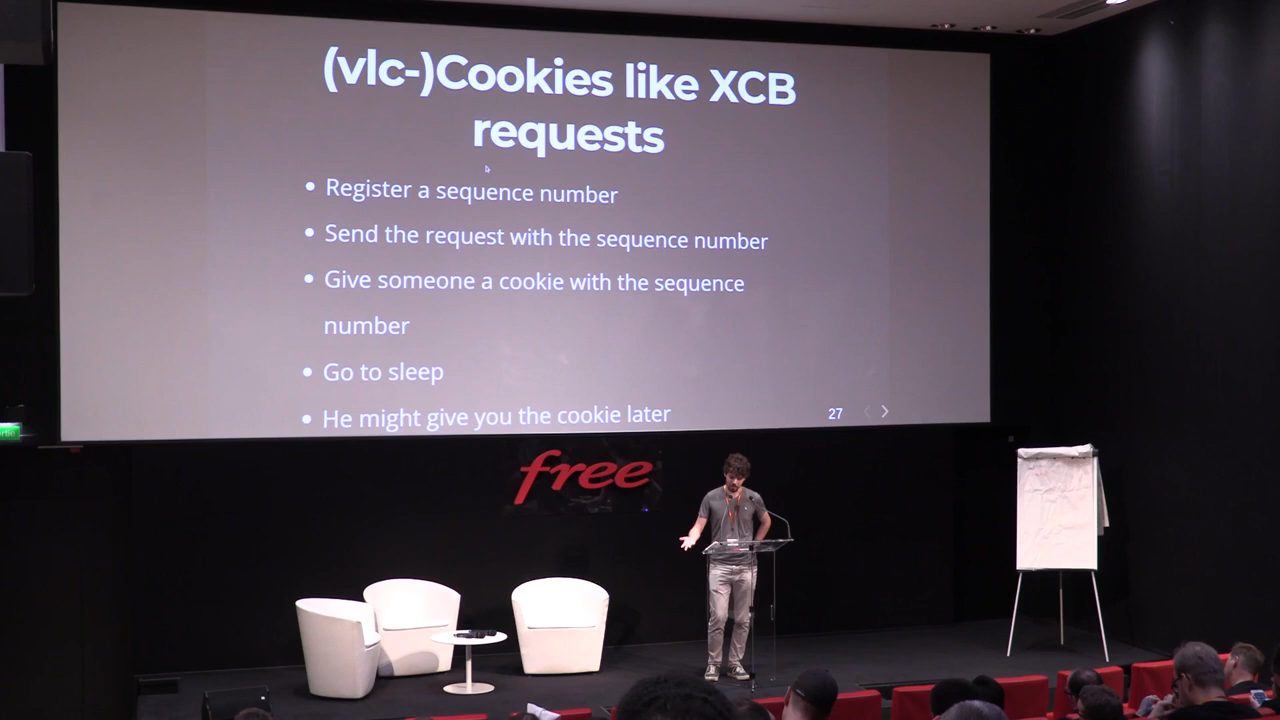 (vlc-)Cookies like XCB
requests
• Register a sequence number
• Send the request with the sequence number
• Give someone a cookie with the sequence
number
• Go to sleep
• He might give you the cookie later
27
free